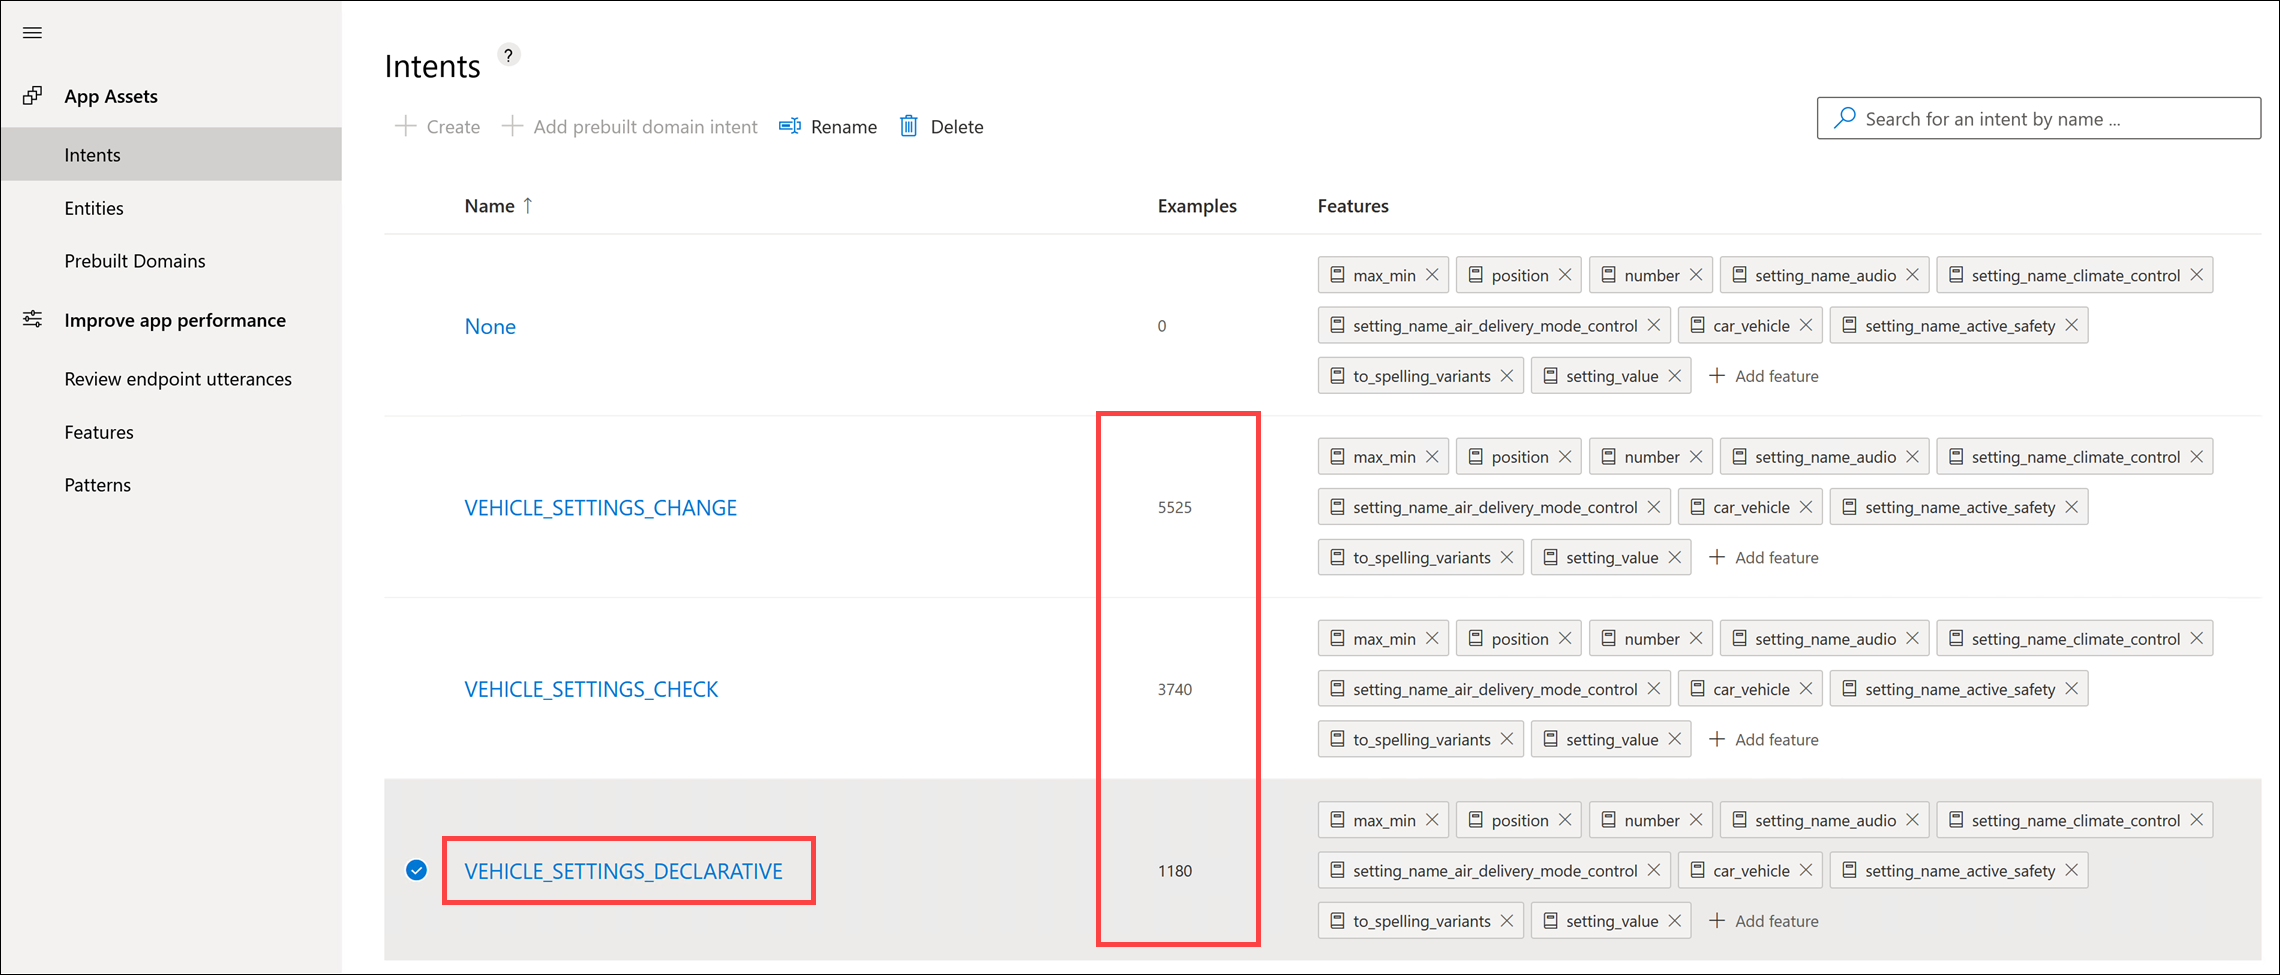 Intents ?
App Assets
Intents
Entities
Prebuilt Domains
Improve app performance
Review endpoint utterances
Features
Patterns
Create Add prebuilt domain intent Rename Delete
Search for an intent by name ...
Name ↑ Examples Features
None 0
max_min position number setting_name_audio setting_name_climate_control
setting_name_air_delivery_mode_control car_vehicle setting_name_active_safety
to_spelling_variants setting_value + Add feature
VEHICLE_SETTINGS_CHANGE 5525
max_min position number setting_name_audio setting_name_climate_control
setting_name_air_delivery_mode_control car_vehicle setting_name_active_safety
to_spelling_variants setting_value + Add feature
VEHICLE_SETTINGS_CHECK 3740
max_min position number setting_name_audio setting_name_climate_control
setting_name_air_delivery_mode_control car_vehicle setting_name_active_safety
to_spelling_variants setting_value + Add feature
VEHICLE_SETTINGS_DECLARATIVE 1180
max_min position number setting_name_audio setting_name_climate_control
setting_name_air_delivery_mode_control car_vehicle setting_name_active_safety
to_spelling_variants setting_value + Add feature